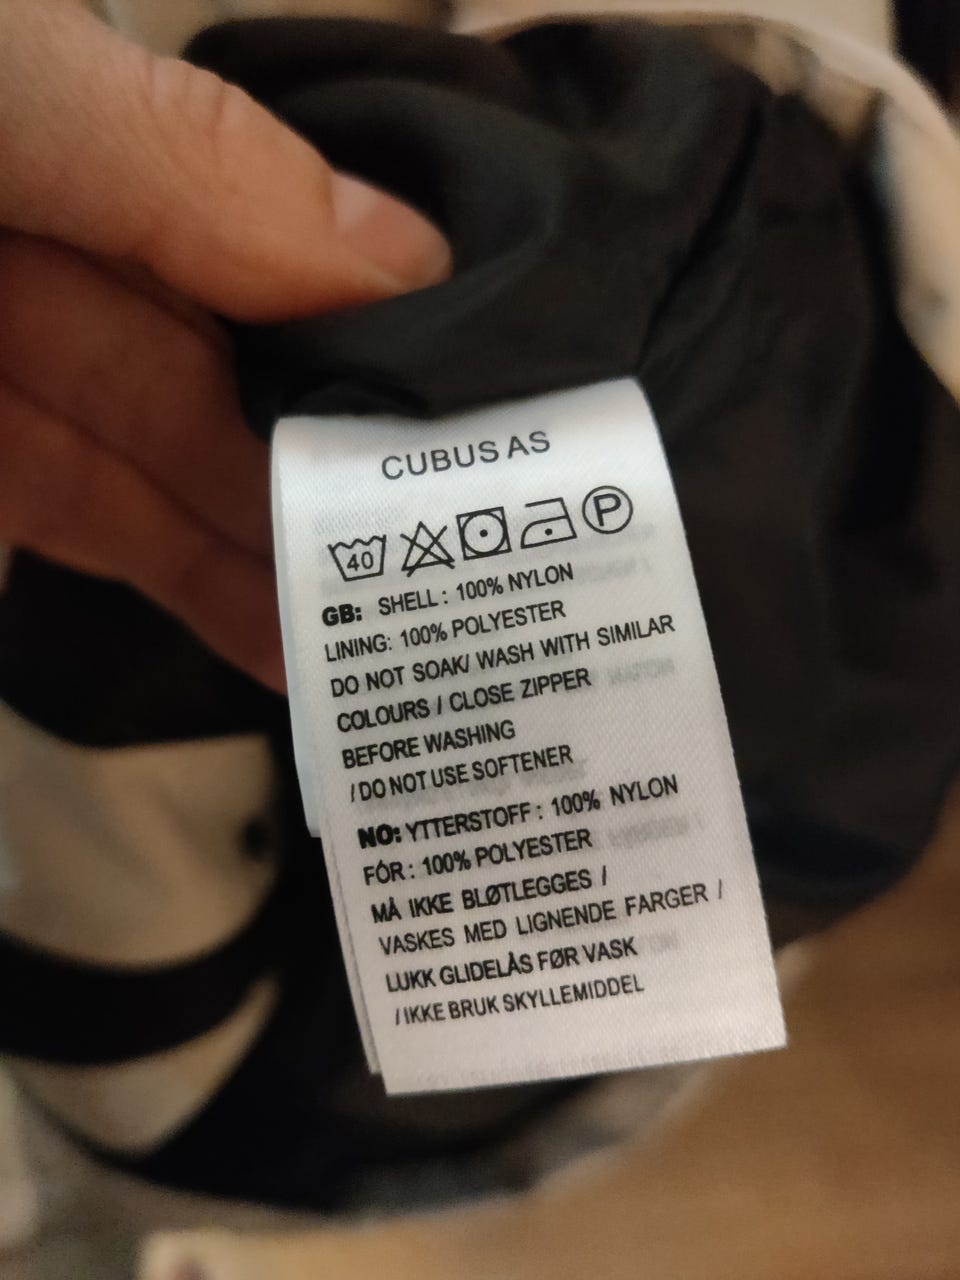 CUBUS AS
40 P
GB: SHELL : 100% NYLON
LINING: 100% POLYESTER
DO NOT SOAK/ WASH WITH SIMILAR
COLOURS / CLOSE ZIPPER
BEFORE WASHING
/ DO NOT USE SOFTENER
NO: YTTERSTOFF : 100% NYLON
FÓR : 100% POLYESTER
MÅ IKKE BLØTLEGGES /
VASKES MED LIGNENDE FARGER /
LUKK GLIDELÅS FØR VASK
/ IKKE BRUK SKYLLEMIDDEL